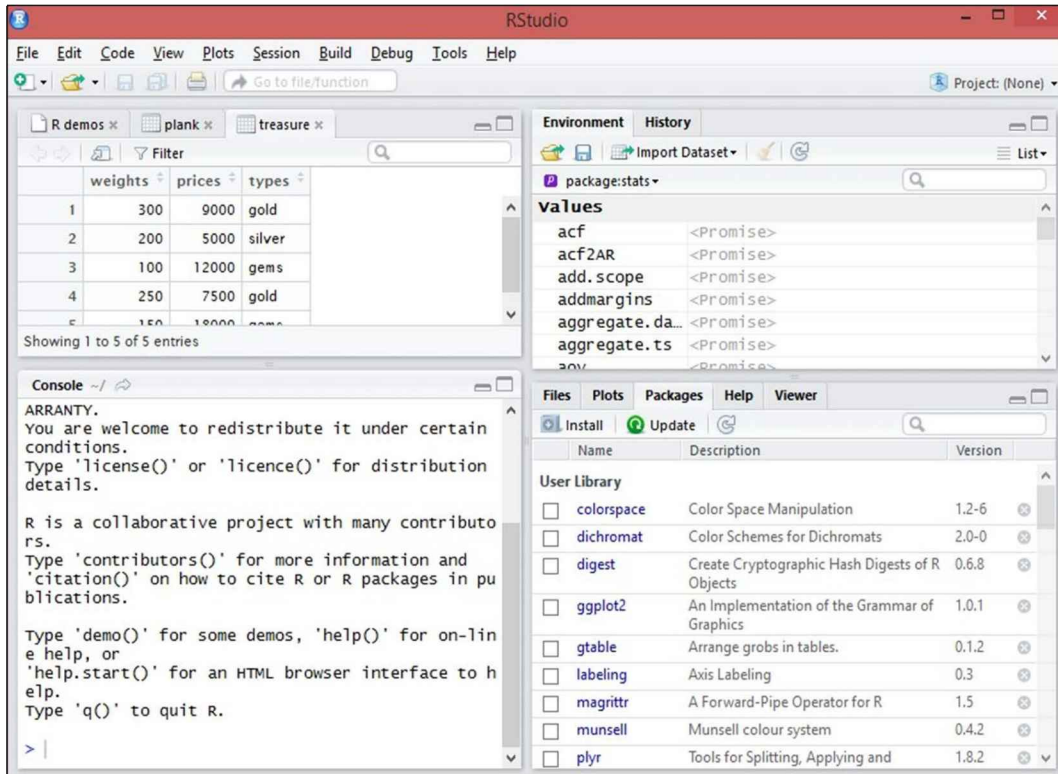 RStudio
File Edit Code View Plots Session Build Debug Tools Help
Go to file/function
Project: (None)
R demos plank treasure
Filter
weights prices types
1 300 9000 gold
2 200 5000 silver
3 100 12000 gems
4 250 7500 gold
5 150 18000 gems
Showing 1 to 5 of 5 entries
Console ~/
ARRANTY.
You are welcome to redistribute it under certain
conditions.
Type 'license()' or 'licence()' for distribution
details.
R is a collaborative project with many contributo
rs.
Type 'contributors()' for more information and
'citation()' on how to cite R or R packages in pu
blications.
Type 'demo()' for some demos, 'help()' for on-lin
e help, or
'help.start()' for an HTML browser interface to h
elp.
Type 'q()' to quit R.
>
Environment History
Import Dataset
List
package:stats
Values
acf <Promise>
acf2AR <Promise>
add.scope <Promise>
addmargins <Promise>
aggregate.da… <Promise>
aggregate.ts <Promise>
aov <Promise>
Files Plots Packages Help Viewer
Install Update
Name Description Version
User Library
colorspace Color Space Manipulation 1.2-6
dichromat Color Schemes for Dichromats 2.0-0
digest Create Cryptographic Hash Digests of R 0.6.8
Objects
ggplot2 An Implementation of the Grammar of 1.0.1
Graphics
gtable Arrange grobs in tables. 0.1.2
labeling Axis Labeling 0.3
magrittr A Forward-Pipe Operator for R 1.5
munsell Munsell colour system 0.4.2
plyr Tools for Splitting, Applying and 1.8.2